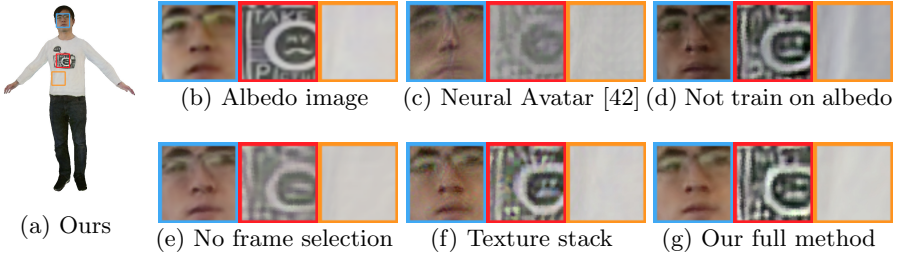 TAKE
(b) Albedo image
(c) Neural Avatar [42]
(d) Not train on albedo
(a) Ours
(e) No frame selection
(f) Texture stack
(g) Our full method